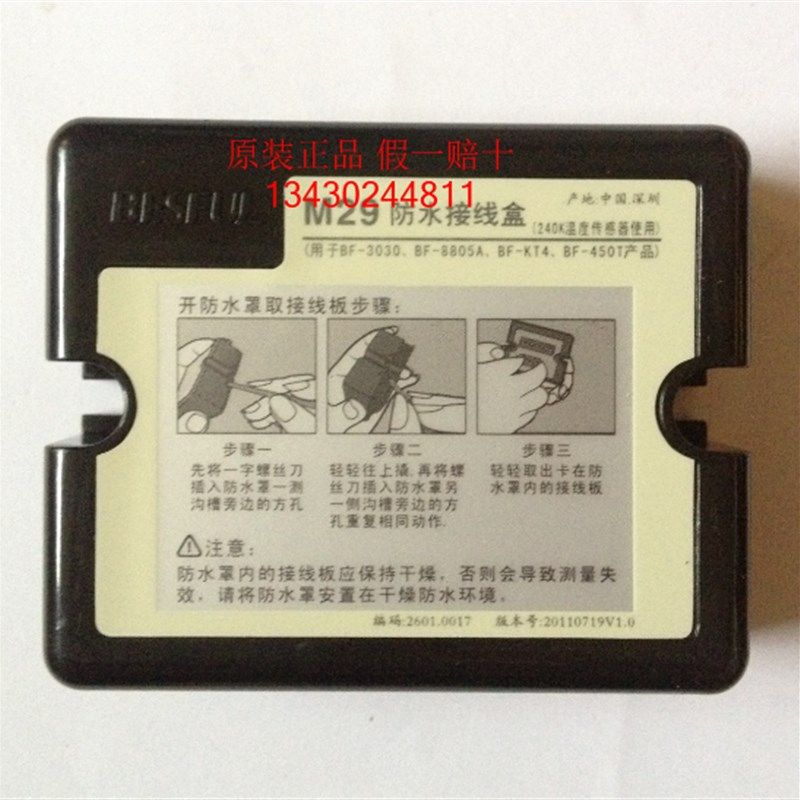 原装正品 假一赔十
13430244811
BESFUL
产地:中国.深圳
M29 防水接线盒
(240K温度传感器使用)
(用于BF-3030、BF-8805A、BF-KT4、BF-450T产品)
开防水罩取接线板步骤:
步骤一
先将一字螺丝刀
插入防水罩一测
沟槽旁边的方孔
步骤二
轻轻往上撬.再将螺
丝刀插入防水罩另
一侧沟槽旁边的方
孔重复相同动作.
步骤三
轻轻取出卡在防
水罩内的接线板
⚠注意:
防水罩内的接线板应保持干燥，否则会导致测量失
效，请将防水罩安置在干燥防水环境。
编码:2601.0017 版本号:20110719V1.0